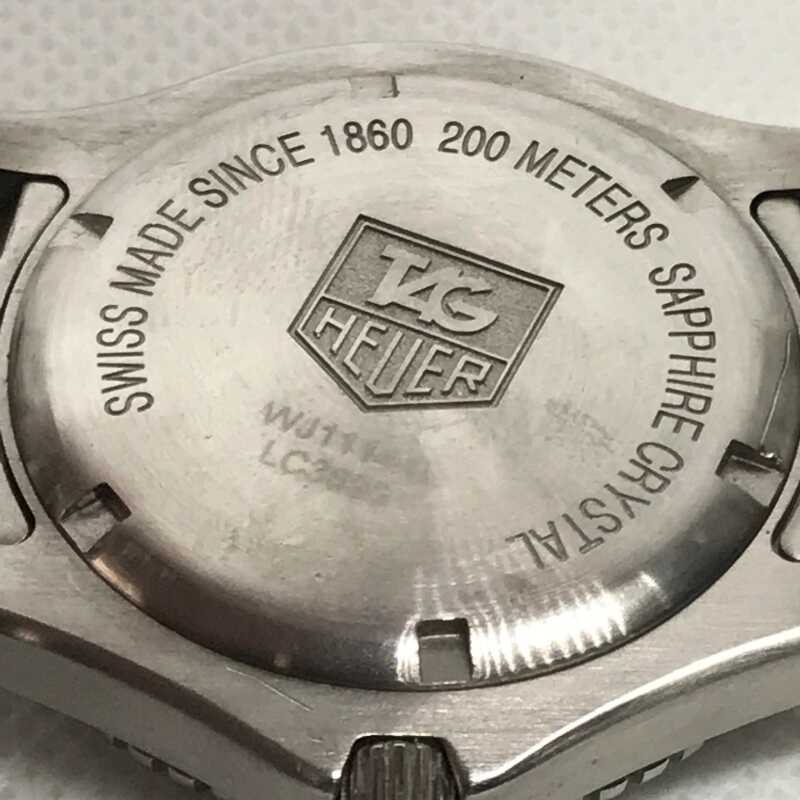 SWISS MADE SINCE 1860 200 METERS SAPPHIRE CRYSTAL
TAG
HEUER